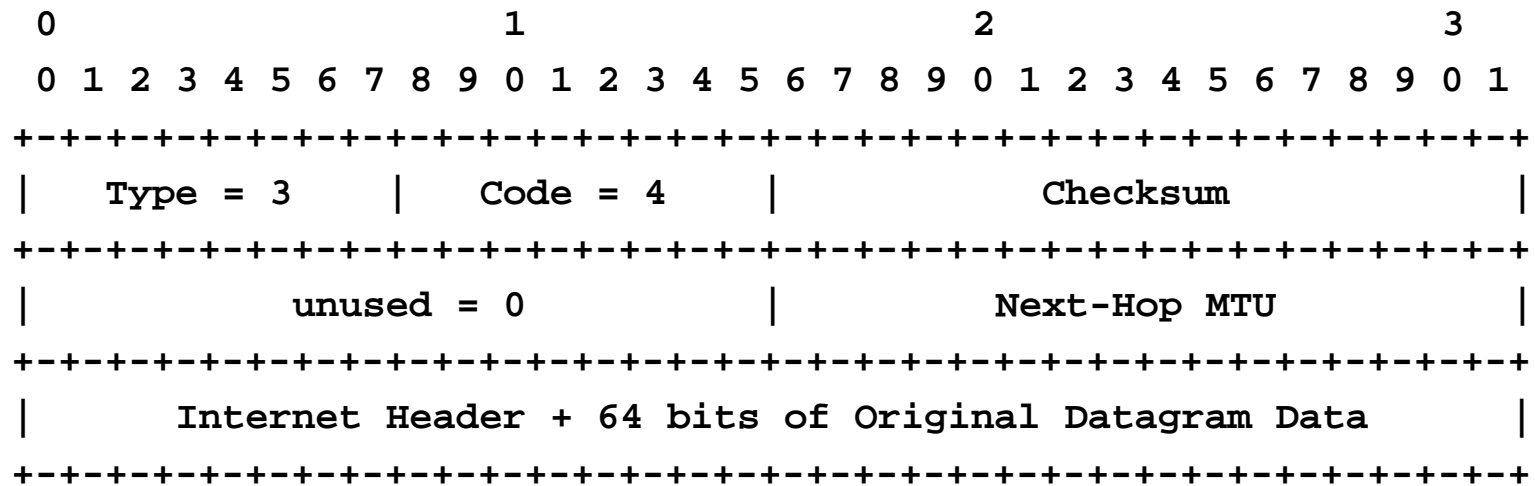 0                   1                   2                   3
0 1 2 3 4 5 6 7 8 9 0 1 2 3 4 5 6 7 8 9 0 1 2 3 4 5 6 7 8 9 0 1
+-+-+-+-+-+-+-+-+-+-+-+-+-+-+-+-+-+-+-+-+-+-+-+-+-+-+-+-+-+-+-+-+
|   Type = 3    |   Code = 4    |           Checksum            |
+-+-+-+-+-+-+-+-+-+-+-+-+-+-+-+-+-+-+-+-+-+-+-+-+-+-+-+-+-+-+-+-+
|           unused = 0          |         Next-Hop MTU          |
+-+-+-+-+-+-+-+-+-+-+-+-+-+-+-+-+-+-+-+-+-+-+-+-+-+-+-+-+-+-+-+-+
|      Internet Header + 64 bits of Original Datagram Data      |
+-+-+-+-+-+-+-+-+-+-+-+-+-+-+-+-+-+-+-+-+-+-+-+-+-+-+-+-+-+-+-+-+